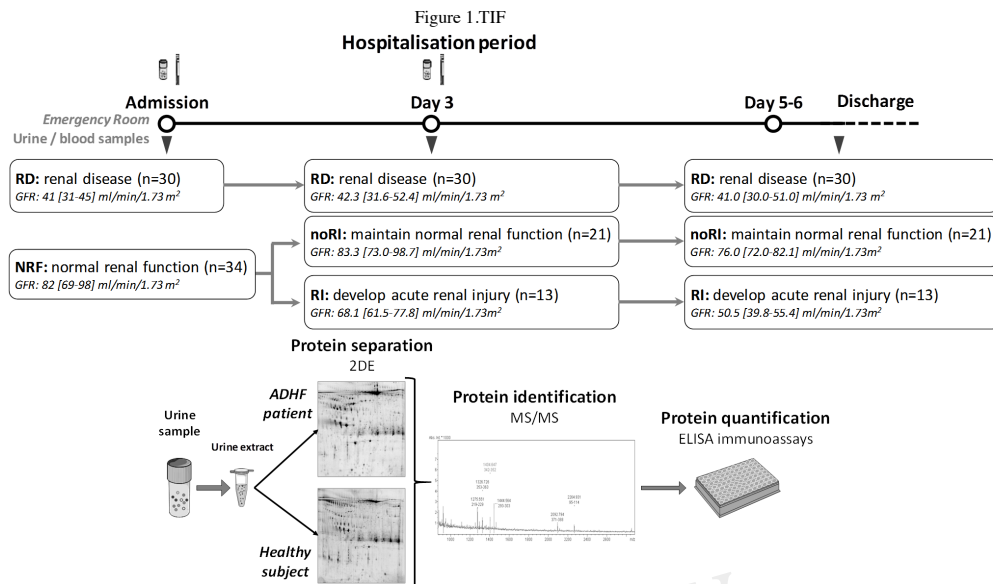 Figure 1.TIF
Hospitalisation period
Admission
Day 3
Day 5-6
Discharge
Emergency Room
Urine / blood samples
RD: renal disease (n=30)
GFR: 41 [31-45] ml/min/1.73 m²
RD: renal disease (n=30)
GFR: 42.3 [31.6-52.4] ml/min/1.73 m²
RD: renal disease (n=30)
GFR: 41.0 [30.0-51.0] ml/min/1.73 m²
NRF: normal renal function (n=34)
GFR: 82 [69-98] ml/min/1.73 m²
noRI: maintain normal renal function (n=21)
GFR: 83.3 [73.0-98.7] ml/min/1.73m²
noRI: maintain normal renal function (n=21)
GFR: 76.0 [72.0-82.1] ml/min/1.73m²
RI: develop acute renal injury (n=13)
GFR: 68.1 [61.5-77.8] ml/min/1.73m²
RI: develop acute renal injury (n=13)
GFR: 50.5 [39.8-55.4] ml/min/1.73m²
Protein separation
2DE
ADHF
patient
Urine
sample
Urine extract
Healthy
subject
Protein identification
MS/MS
Protein quantification
ELISA immunoassays